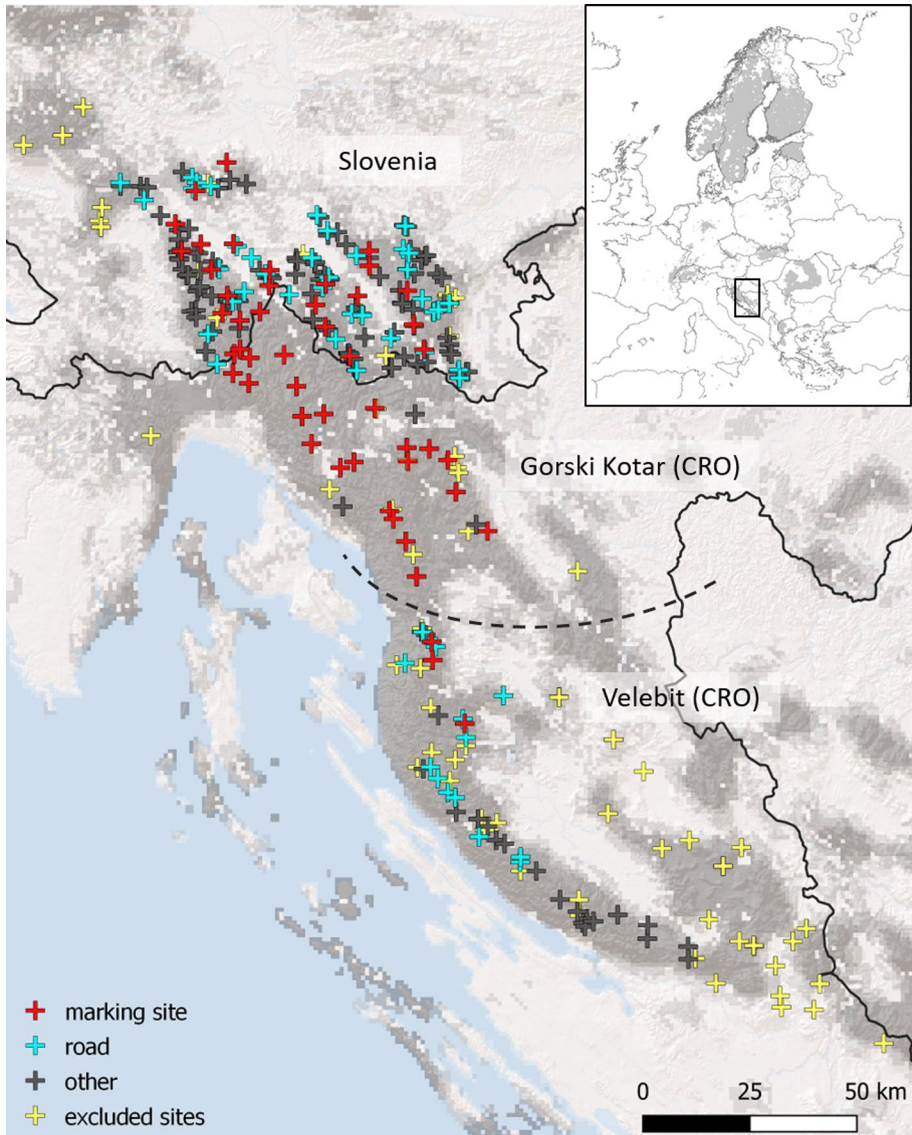 Slovenia
Gorski Kotar (CRO)
Velebit (CRO)
marking site
road
other
excluded sites
0 25 50 km